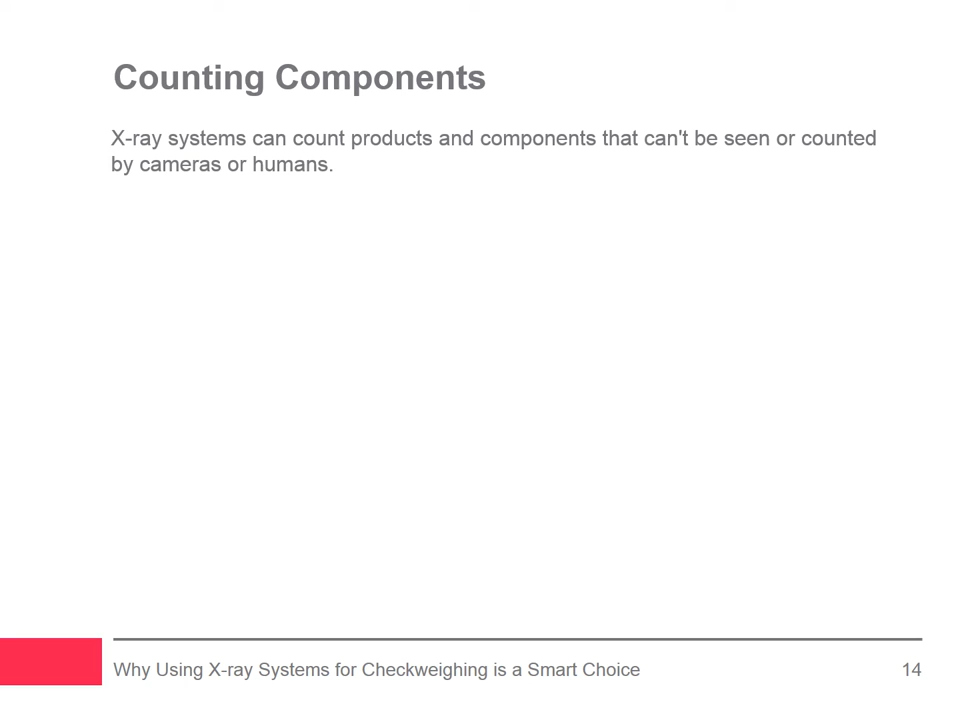 Counting Components
X-ray systems can count products and components that can't be seen or counted
by cameras or humans.
Why Using X-ray Systems for Checkweighing is a Smart Choice
14